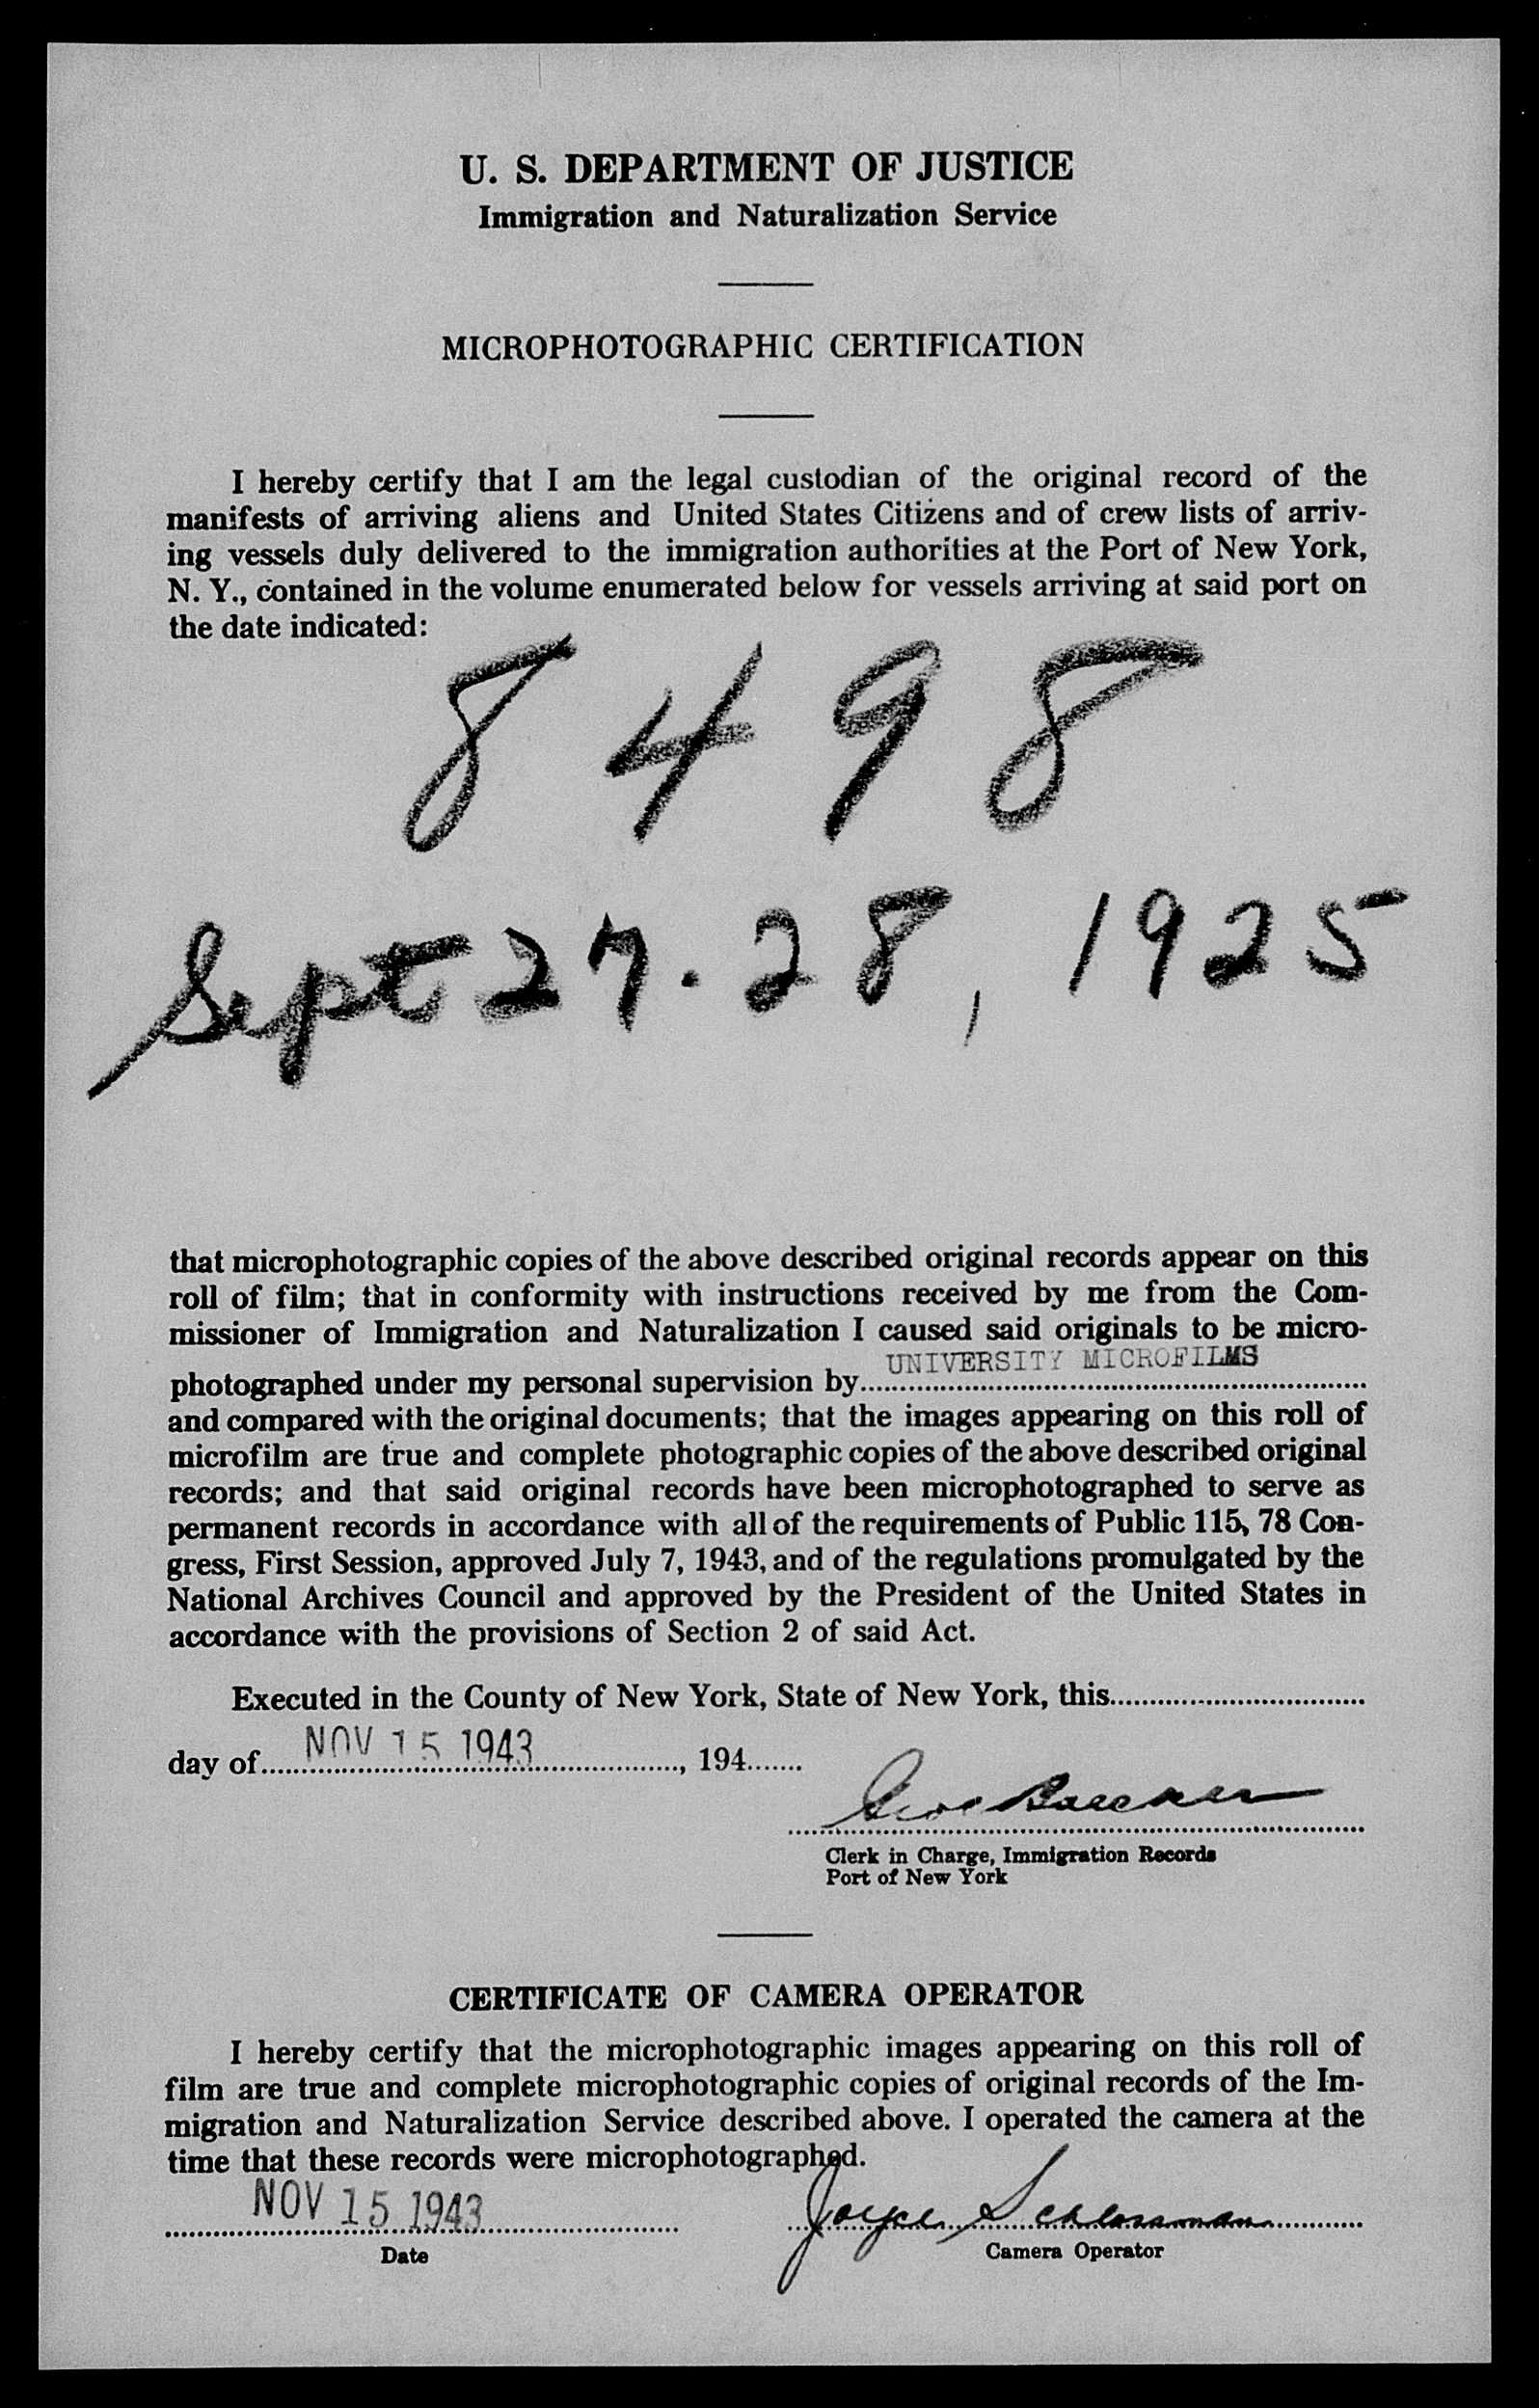 U. S. DEPARTMENT OF JUSTICE
Immigration and Naturalization Service
MICROPHOTOGRAPHIC CERTIFICATION
I hereby certify that I am the legal custodian of the original record of the
manifests of arriving aliens and United States Citizens and of crew lists of arriv-
ing vessels duly delivered to the immigration authorities at the Port of New York,
N. Y., contained in the volume enumerated below for vessels arriving at said port on
the date indicated:
8498
Sept 27.28, 1925
that microphotographic copies of the above described original records appear on this
roll of film; that in conformity with instructions received by me from the Com-
missioner of Immigration and Naturalization I caused said originals to be micro-
photographed under my personal supervision by UNIVERSITY MICROFILMS
and compared with the original documents; that the images appearing on this roll of
microfilm are true and complete photographic copies of the above described original
records; and that said original records have been microphotographed to serve as
permanent records in accordance with all of the requirements of Public 115, 78 Con-
gress, First Session, approved July 7, 1943, and of the regulations promulgated by the
National Archives Council and approved by the President of the United States in
accordance with the provisions of Section 2 of said Act.
Executed in the County of New York, State of New York, this
day of NOV 15 1943, 194
Clerk in Charge, Immigration Records
Port of New York
CERTIFICATE OF CAMERA OPERATOR
I hereby certify that the microphotographic images appearing on this roll of
film are true and complete microphotographic copies of original records of the Im-
migration and Naturalization Service described above. I operated the camera at the
time that these records were microphotographed.
NOV 15 1943 Joyce Schlossman
Date Camera Operator